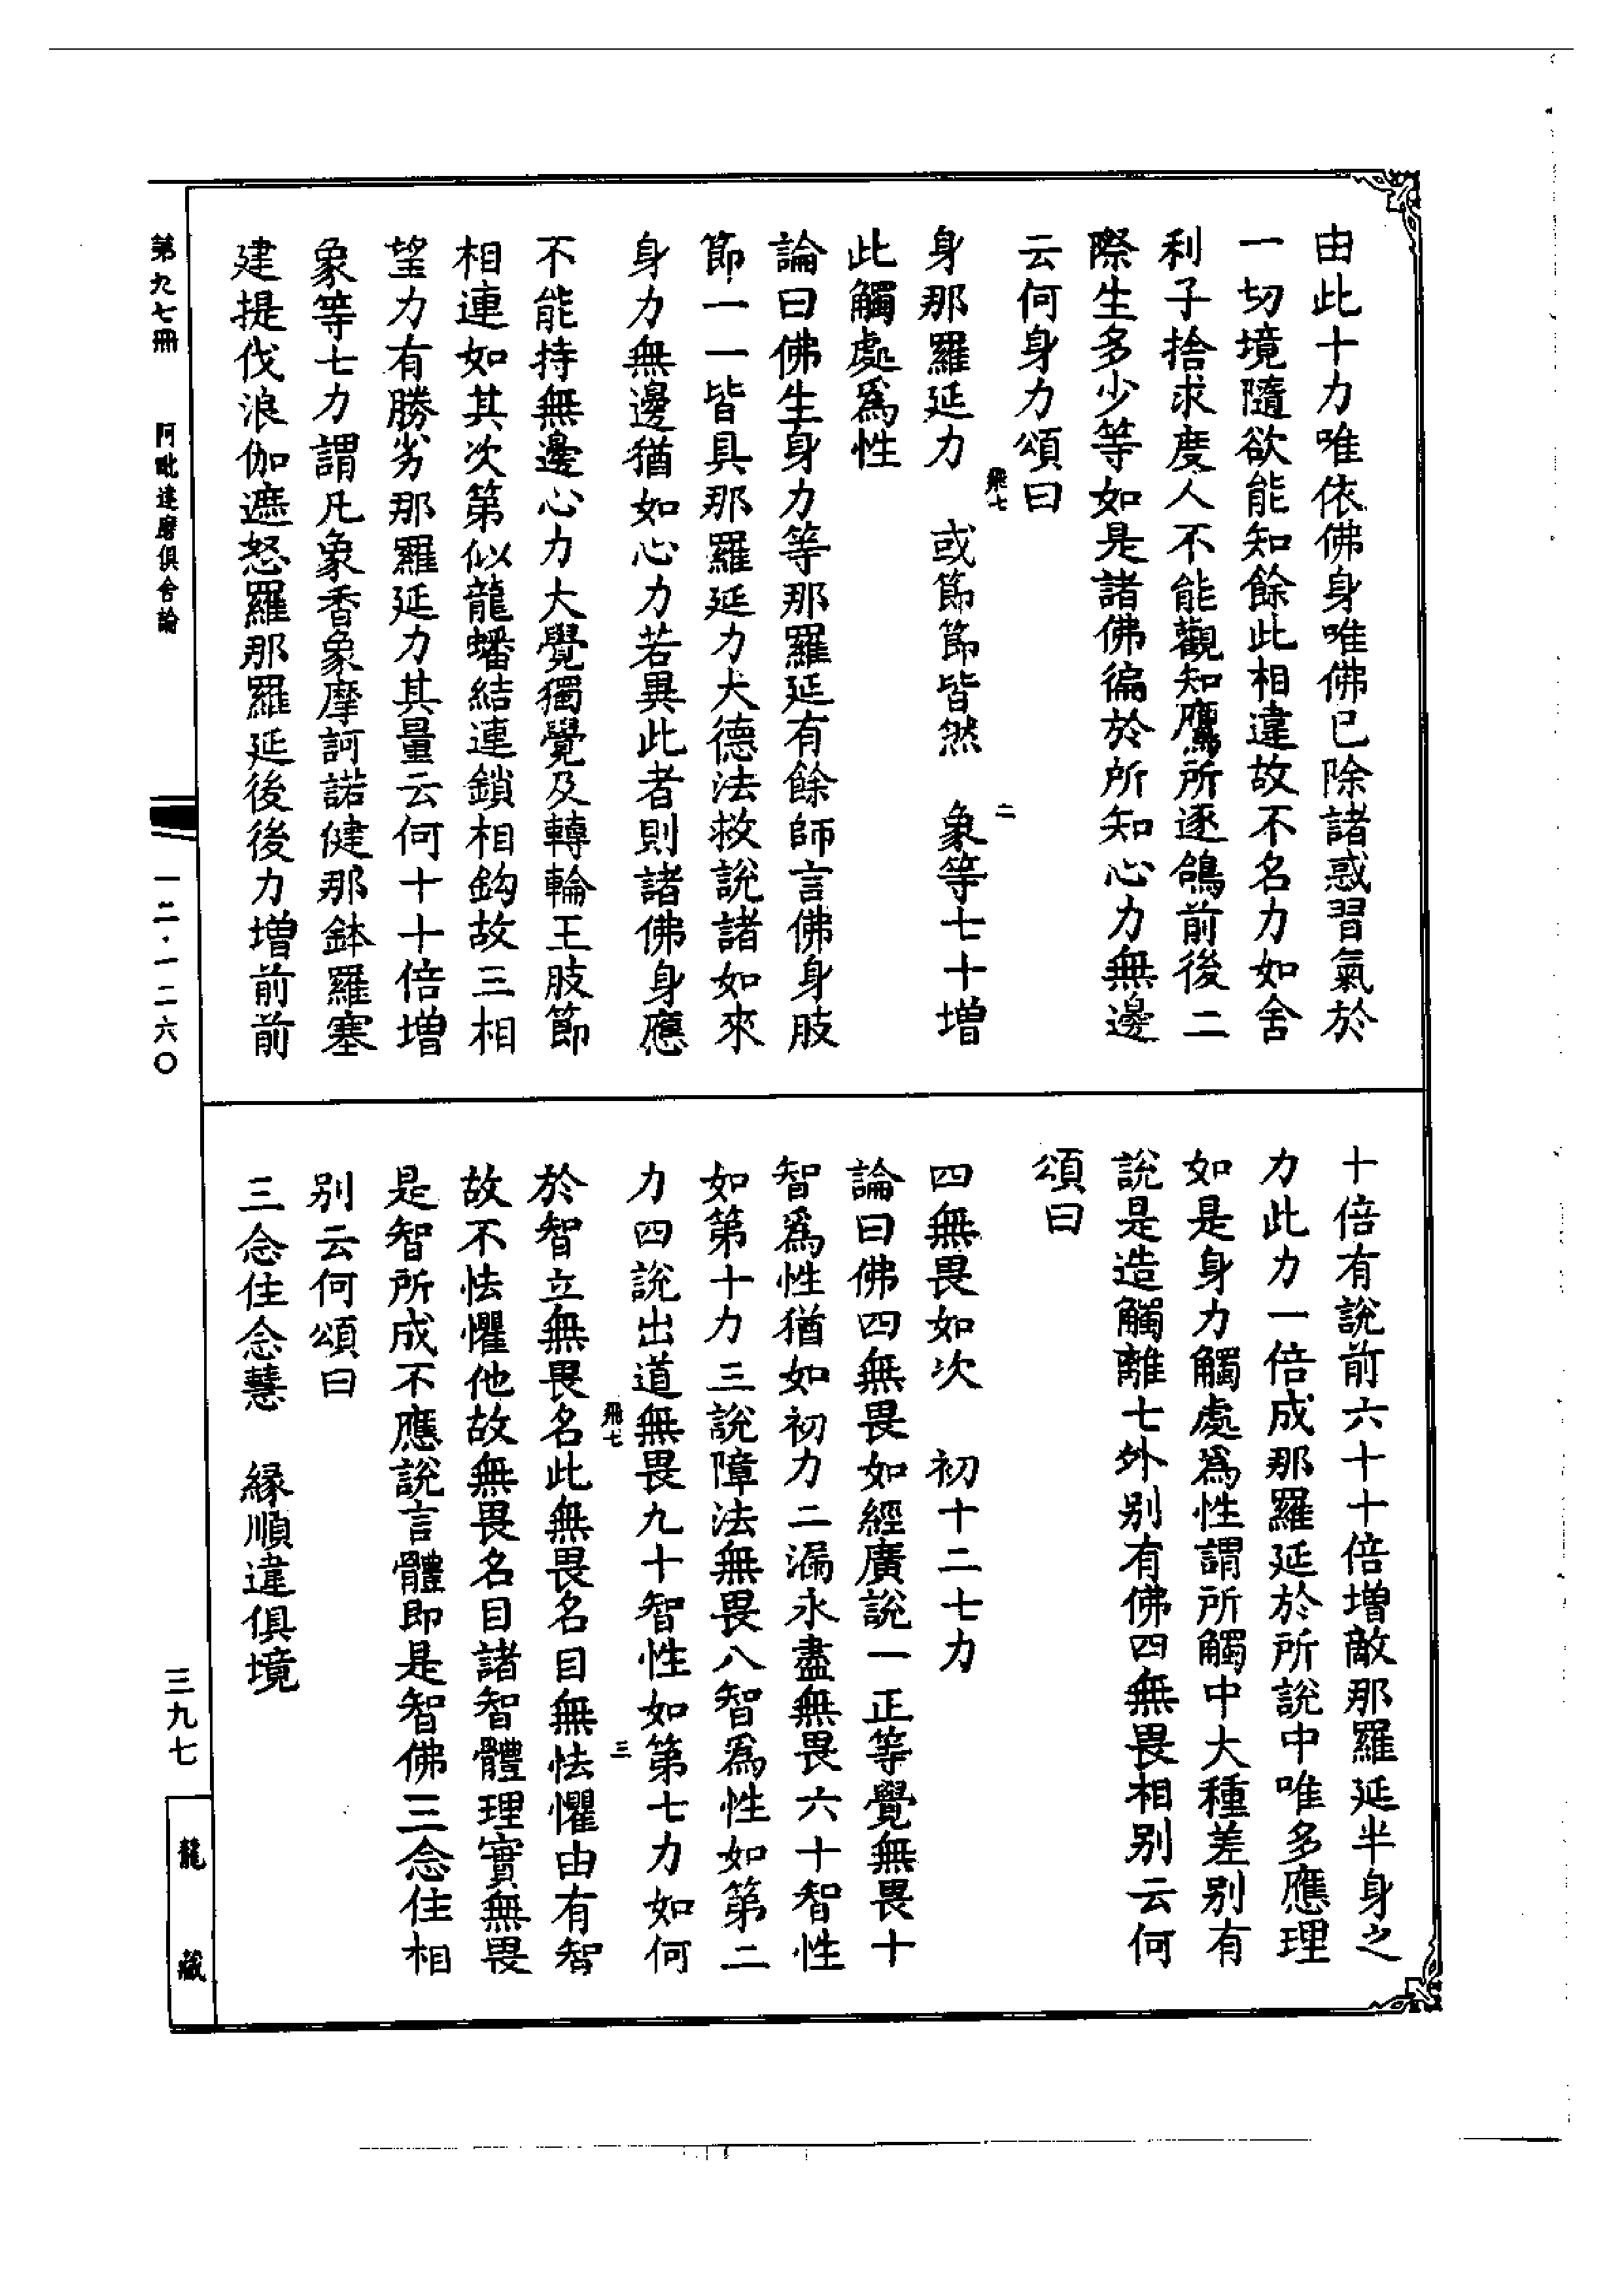 由此十力唯依佛身唯佛已除諸惑習氣於
一切境隨欲能知餘此相違故不名力如舍
利子捨求度人不能觀知鷹所逐鴿前後二
際生多少等如是諸佛徧於所知心力無邊
云何身力頌曰
飛七 二
身那羅延力 或節節皆然 象等七十增
此觸處爲性
論曰佛生身力等那羅延有餘師言佛身肢
節一一皆具那羅延力大德法救說諸如來
身力無邊猶如心力若異此者則諸佛身應
不能持無邊心力大覺獨覺及轉輪王肢節
相連如其次第似龍蟠結連鎖相鈎故三相
望力有勝劣那羅延力其量云何十十倍增
象等七力謂凡象香象摩訶諾健那鉢羅塞
建提伐浪伽遮怒羅那羅延後後力增前前
十倍有說前六十十倍增敵那羅延半身之
力此力一倍成那羅延於所說中唯多應理
如是身力觸處爲性謂所觸中大種差別有
說是造觸離七外別有佛四無畏相別云何
頌曰
四無畏如次 初十二七力
論曰佛四無畏如經廣說一正等覺無畏十
智爲性猶如初力二漏永盡無畏六十智性
如第十力三說障法無畏八智爲性如第二
力四說出道無畏九十智性如第七力如何
飛七 三
於智立無畏名此無畏名目無怯懼由有智
故不怯懼他故無畏名目諸智體理實無畏
是智所成不應說言體即是智佛三念住相
別云何頌曰
三念住念慧 緣順違俱境
第九七冊 阿毗達磨俱舍論 一二·一二六〇
三九七 龍藏